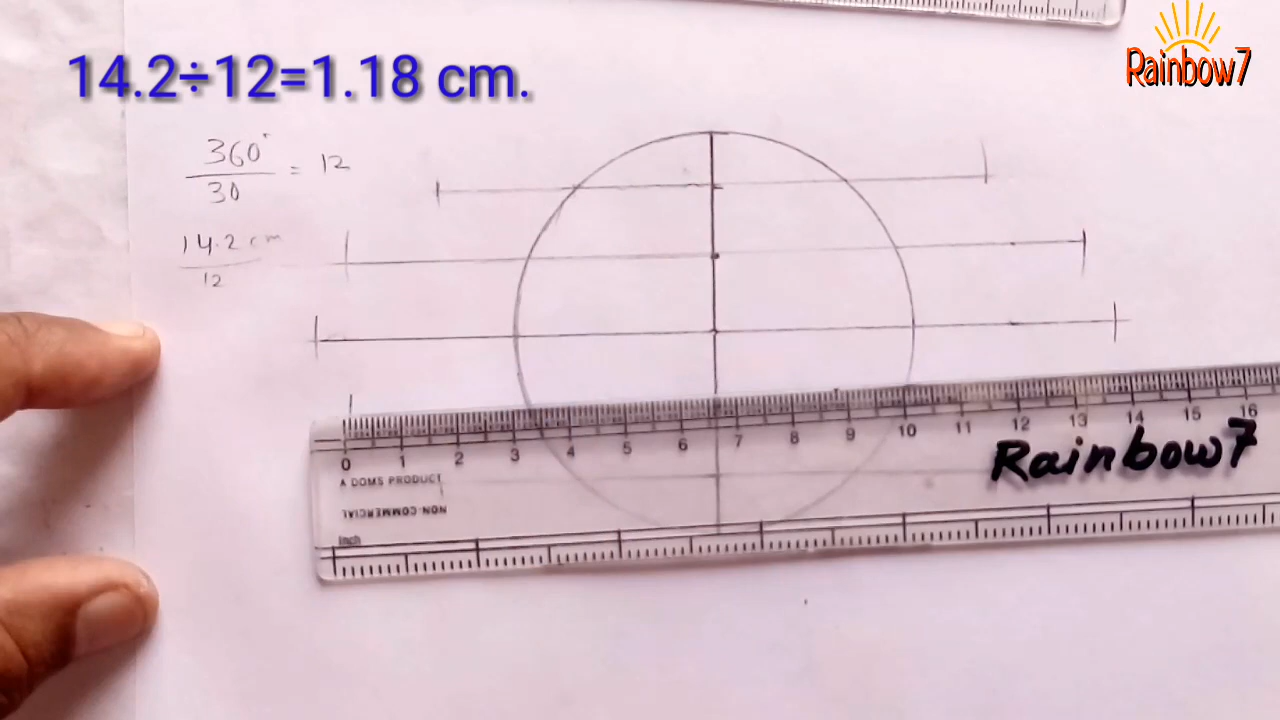 14.2÷12=1.18 cm.
Rainbow7
360°
30
= 12
14.2 cm
12
0 1 2 3 4 5 6 7 8 9 10 11 12 13 14 15 16
A DOMS PRODUCT
Rainbow7
NON-COMMERCIAL
Inch